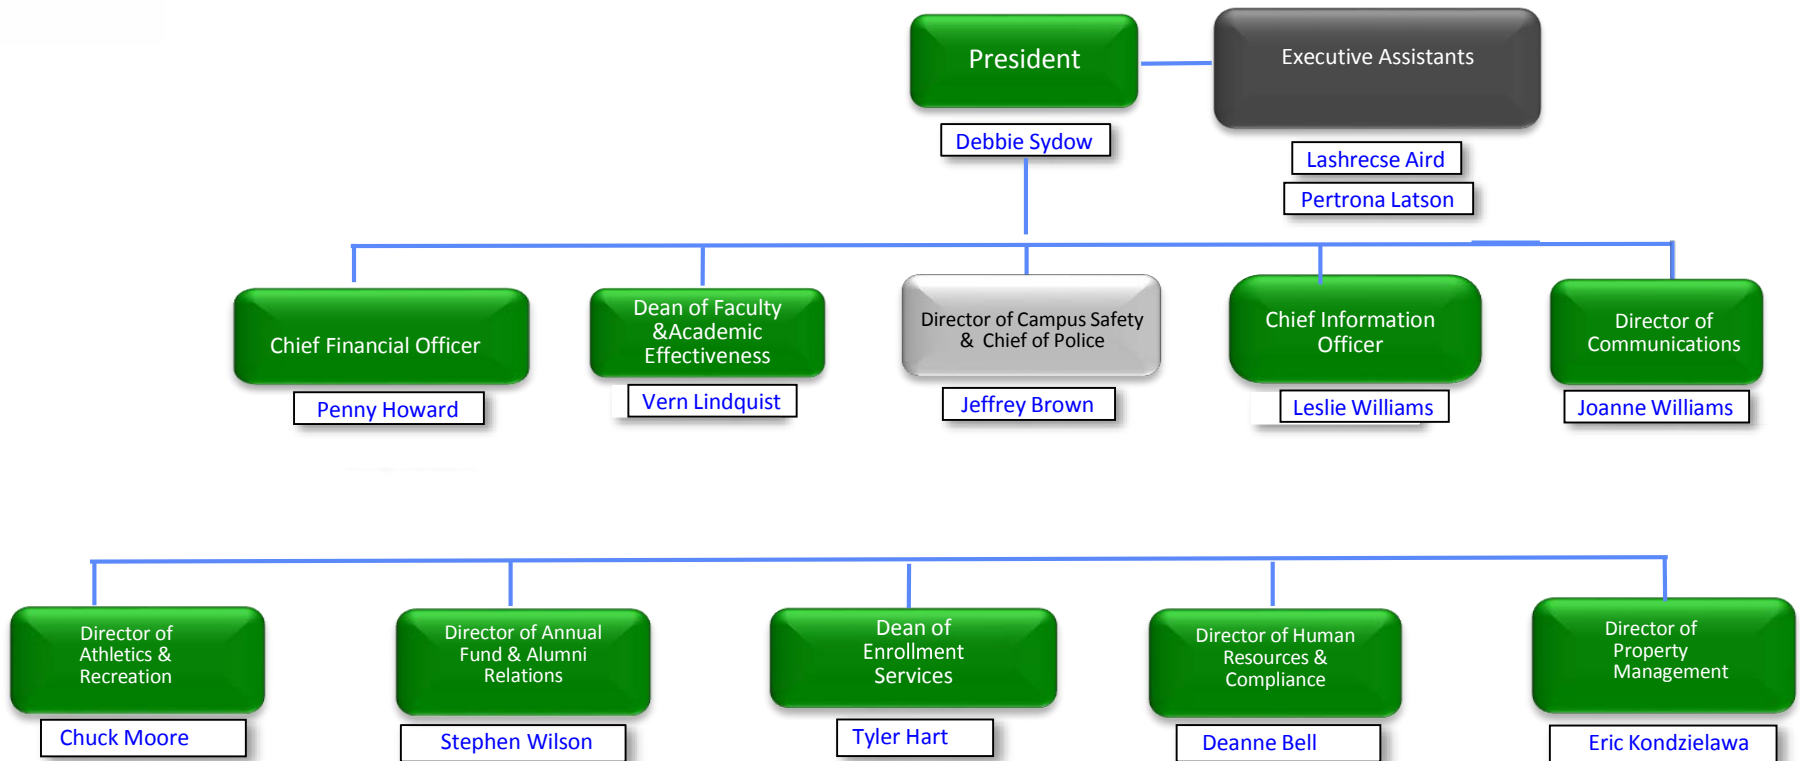 President
Executive Assistants
Debbie Sydow
Lashrecse Aird
Pertrona Latson
Chief Financial Officer
Penny Howard
Dean of Faculty
&Academic
Effectiveness
Vern Lindquist
Director of Campus Safety
& Chief of Police
Jeffrey Brown
Chief Information
Officer
Leslie Williams
Director of
Communications
Joanne Williams
Director of
Athletics &
Recreation
Chuck Moore
Director of Annual
Fund & Alumni
Relations
Stephen Wilson
Dean of
Enrollment
Services
Tyler Hart
Director of Human
Resources &
Compliance
Deanne Bell
Director of
Property
Management
Eric Kondzielawa